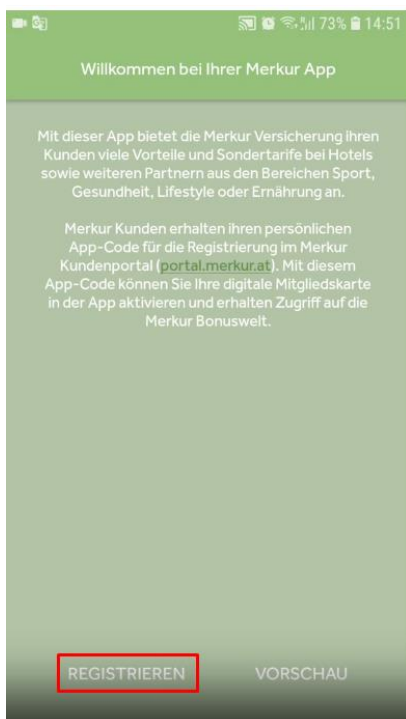 73% 14:51
Willkommen bei Ihrer Merkur App
Mit dieser App bietet die Merkur Versicherung ihren
Kunden viele Vorteile und Sondertarife bei Hotels
sowie weiteren Partnern aus den Bereichen Sport,
Gesundheit, Lifestyle oder Ernährung an.
Merkur Kunden erhalten ihren persönlichen
App-Code für die Registrierung im Merkur
Kundenportal (portal.merkur.at). Mit diesem
App-Code können Sie Ihre digitale Mitgliedskarte
in der App aktivieren und erhalten Zugriff auf die
Merkur Bonuswelt.
REGISTRIEREN VORSCHAU